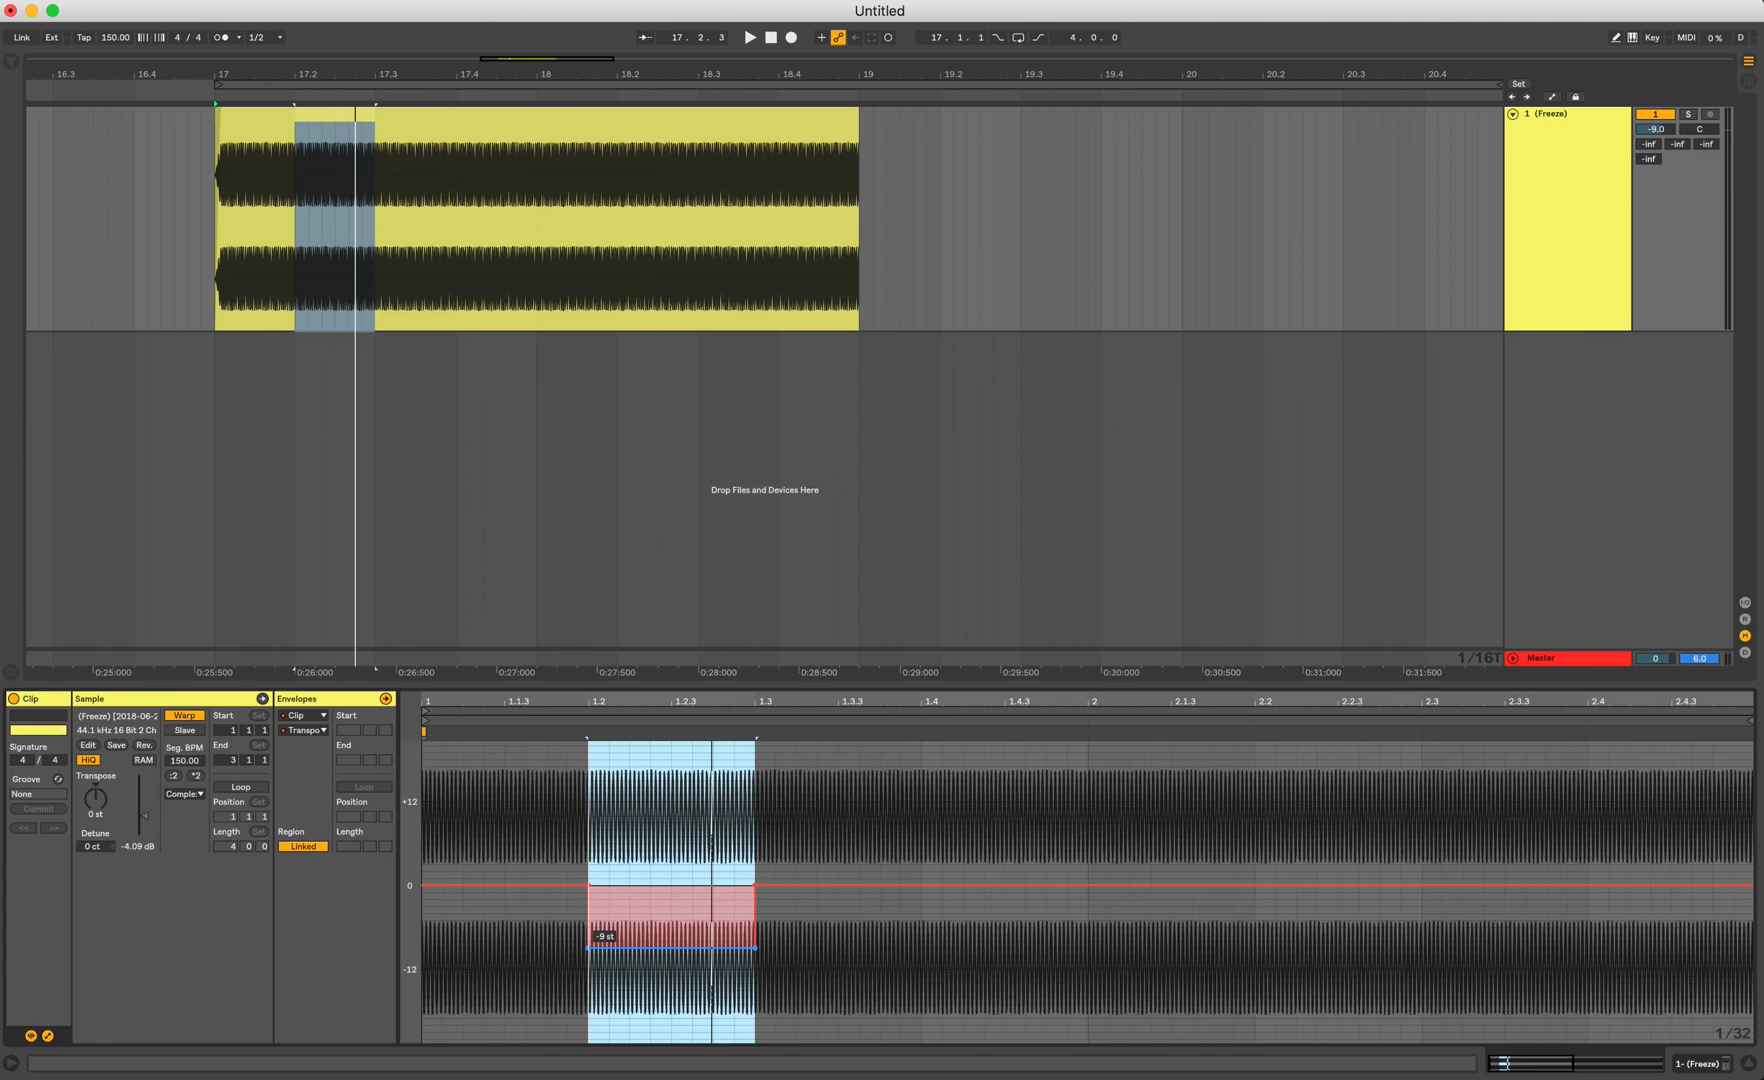 Untitled
Link Ext Tap 150.00 4 / 4 1/2 17. 2. 3 17. 1. 1 4. 0. 0 Key MIDI 0 % D
16.3 16.4 17 17.2 17.3 17.4 18 18.2 18.3 18.4 19 19.2 19.3 19.4 20 20.2 20.3 20.4 Set
1 (Freeze) 1 S
-9.0 C
-inf -inf -inf
-inf
Drop Files and Devices Here
R
M
D
1/16T Master 0 6.0
0:25:000 0:25:500 0:26:000 0:26:500 0:27:000 0:27:500 0:28:000 0:28:500 0:29:000 0:29:500 0:30:000 0:30:500 0:31:000 0:31:500
Clip Sample Envelopes 1 1.1.3 1.2 1.2.3 1.3 1.3.3 1.4 1.4.3 2 2.1.3 2.2 2.2.3 2.3 2.3.3 2.4 2.4.3
(Freeze) [2018-06-2 Warp Start Set Clip Start
44.1 kHz 16 Bit 2 Ch Slave 1 1 1 Transpo
Signature Edit Save Rev. Seg. BPM End Set End
4 / 4 HiQ RAM 150.00 3 1 1
Groove Transpose :2 *2 Loop Loop
None Comple: Position Set Position
Commit 0 st 1 1 1
<< >> Detune Length Set Region Length
0 ct -4.09 dB 4 0 0 Linked
+12
0
-9 st
-12
1/32
1- (Freeze)